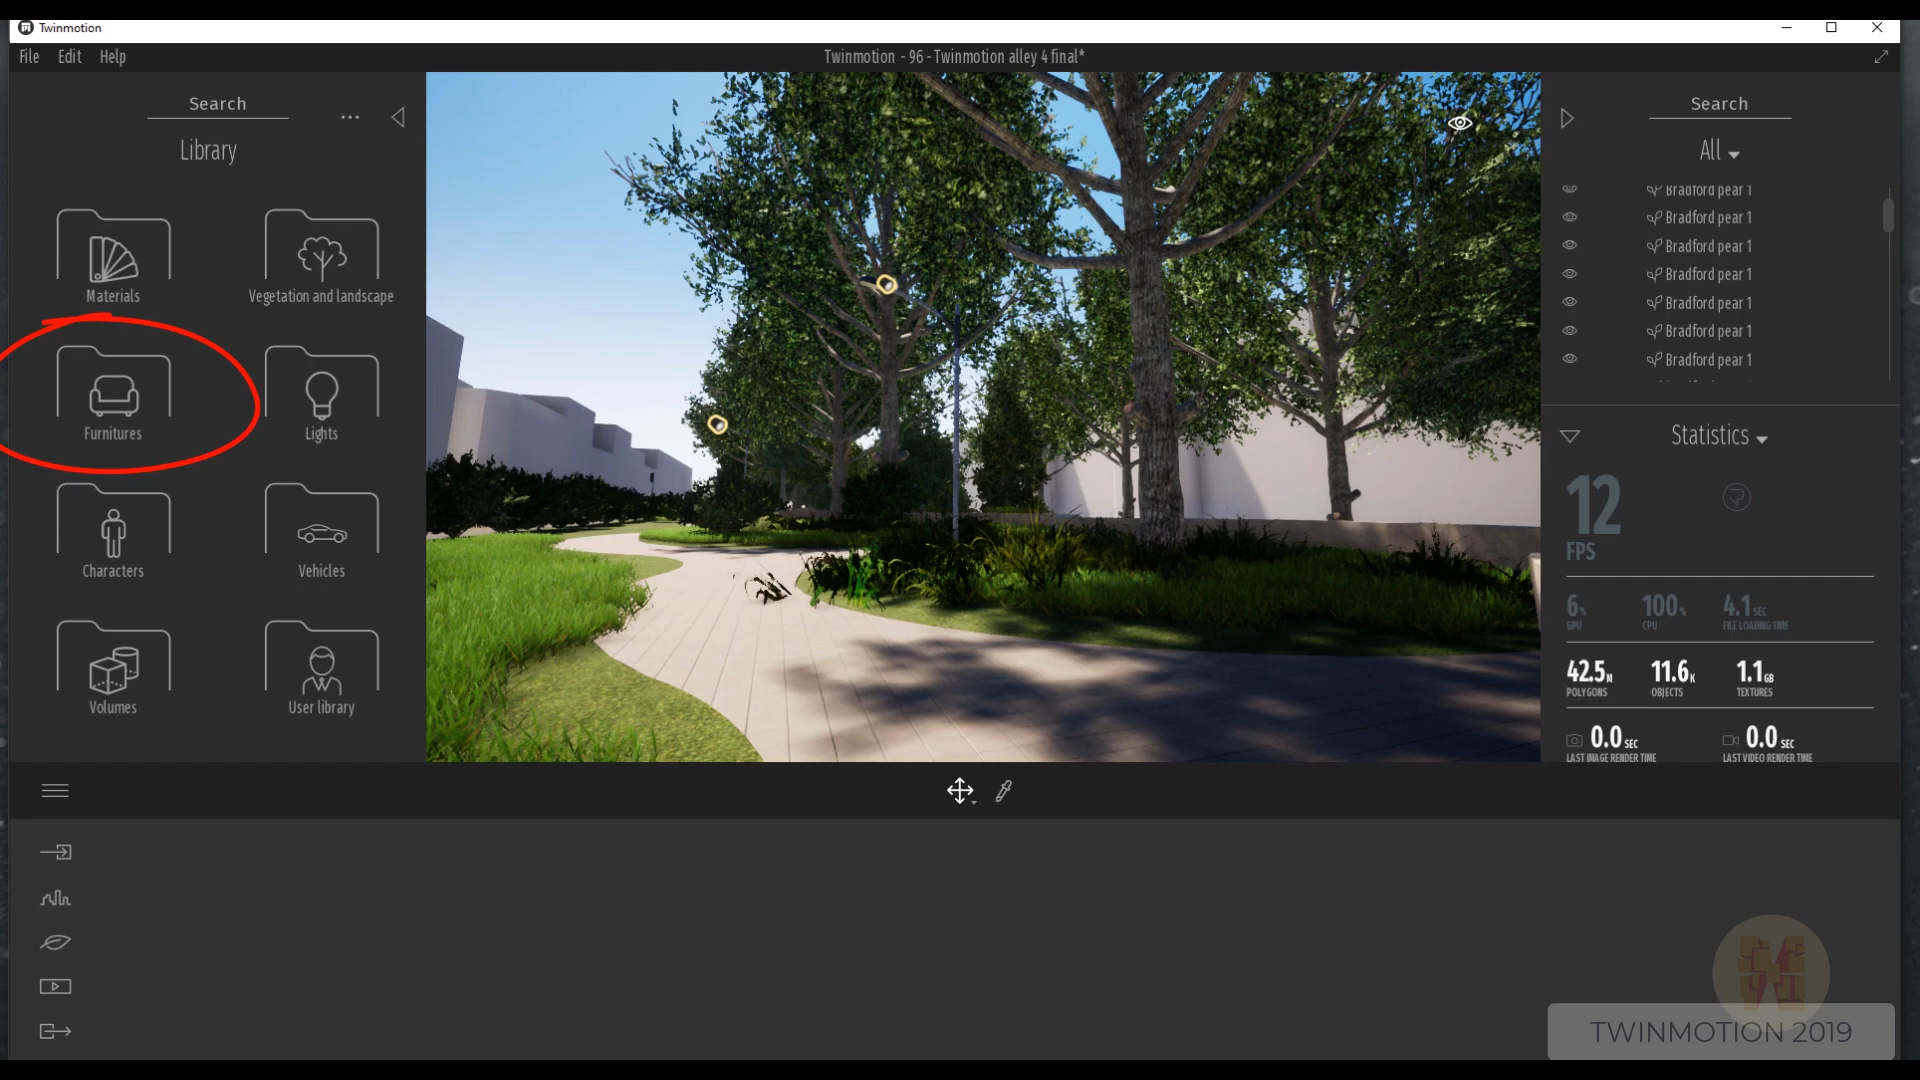 Twinmotion
File Edit Help
Twinmotion - 96 - Twinmotion alley 4 final*
Search
...
Library
Materials
Vegetation and landscape
Furnitures
Lights
Characters
Vehicles
Volumes
User library
Search
All
Bradford pear 1
Bradford pear 1
Bradford pear 1
Bradford pear 1
Bradford pear 1
Bradford pear 1
Bradford pear 1
Statistics
12
FPS
6% 100% 4.1 SEC
GPU CPU FILE LOADING TIME
42.5M 11.6K 1.1GB
POLYGONS OBJECTS TEXTURES
0.0 SEC 0.0 SEC
LAST IMAGE RENDER TIME LAST VIDEO RENDER TIME
TWINMOTION 2019